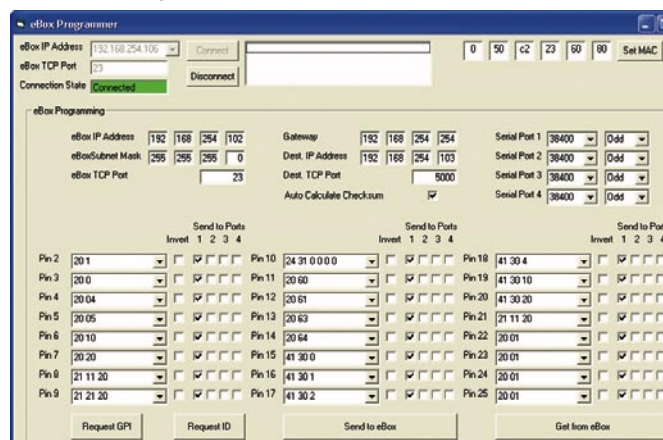 eBox Programmer
eBox IP Address 192.168.254.106 Connect 0 50 c2 23 60 80 Set MAC
eBox TCP Port 23
Disconnect
Connection State Connected
eBox Programming
eBox IP Address 192 168 254 102 Gateway 192 168 254 254 Serial Port 1 38400 Odd
eBoxSubnet Mask 255 255 255 0 Dest. IP Address 192 168 254 103 Serial Port 2 38400 Odd
eBox TCP Port 23 Dest. TCP Port 5000 Serial Port 3 38400 Odd
Auto Calculate Checksum Serial Port 4 38400 Odd
Send to Ports Send to Ports Send to Por
Invert 1 2 3 4 Invert 1 2 3 4 Invert 1 2 3 4
Pin 2 20 1 Pin 10 24 31 0 0 0 0 Pin 18 41 30 4
Pin 3 20 0 Pin 11 20 60 Pin 19 41 30 10
Pin 4 20 04 Pin 12 20 61 Pin 20 41 30 20
Pin 5 20 05 Pin 13 20 63 Pin 21 21 11 20
Pin 6 20 10 Pin 14 20 64 Pin 22 20 01
Pin 7 20 20 Pin 15 41 30 0 Pin 23 20 01
Pin 8 21 11 20 Pin 16 41 30 1 Pin 24 20 01
Pin 9 21 21 20 Pin 17 41 30 2 Pin 25 20 01
Request GPI Request ID Send to eBox Get from eBox